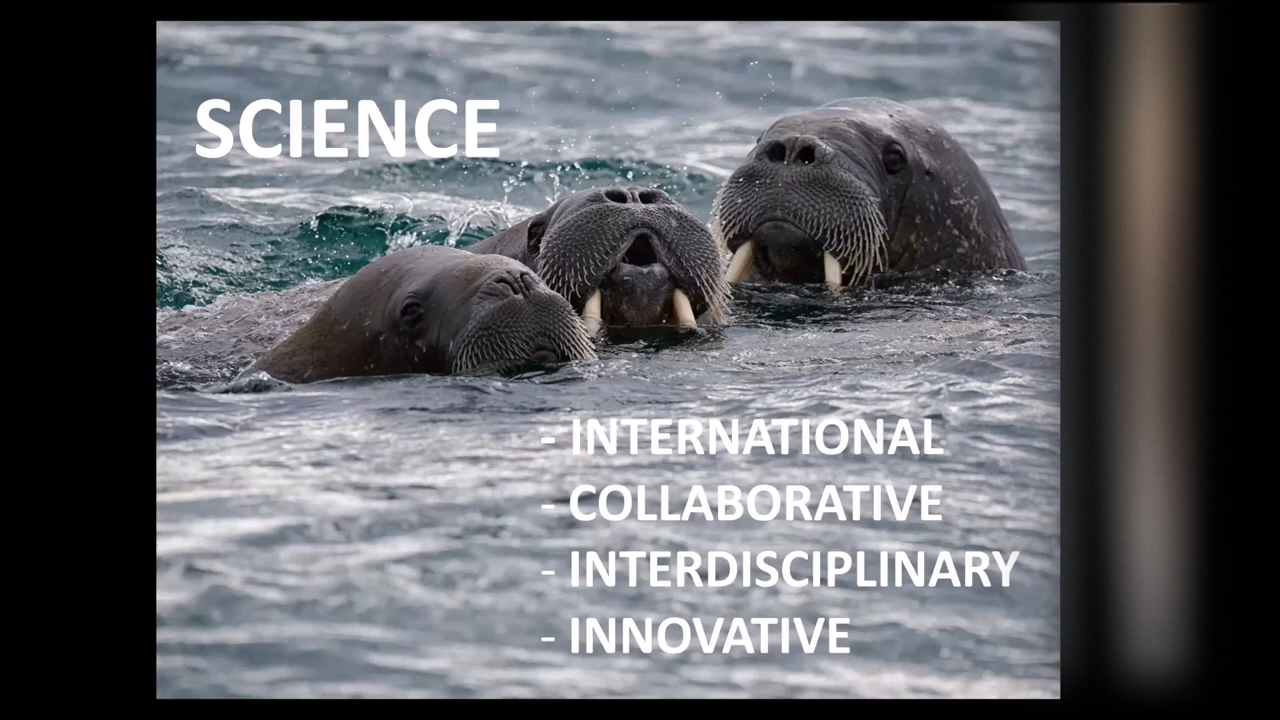 SCIENCE
- INTERNATIONAL
- COLLABORATIVE
- INTERDISCIPLINARY
- INNOVATIVE